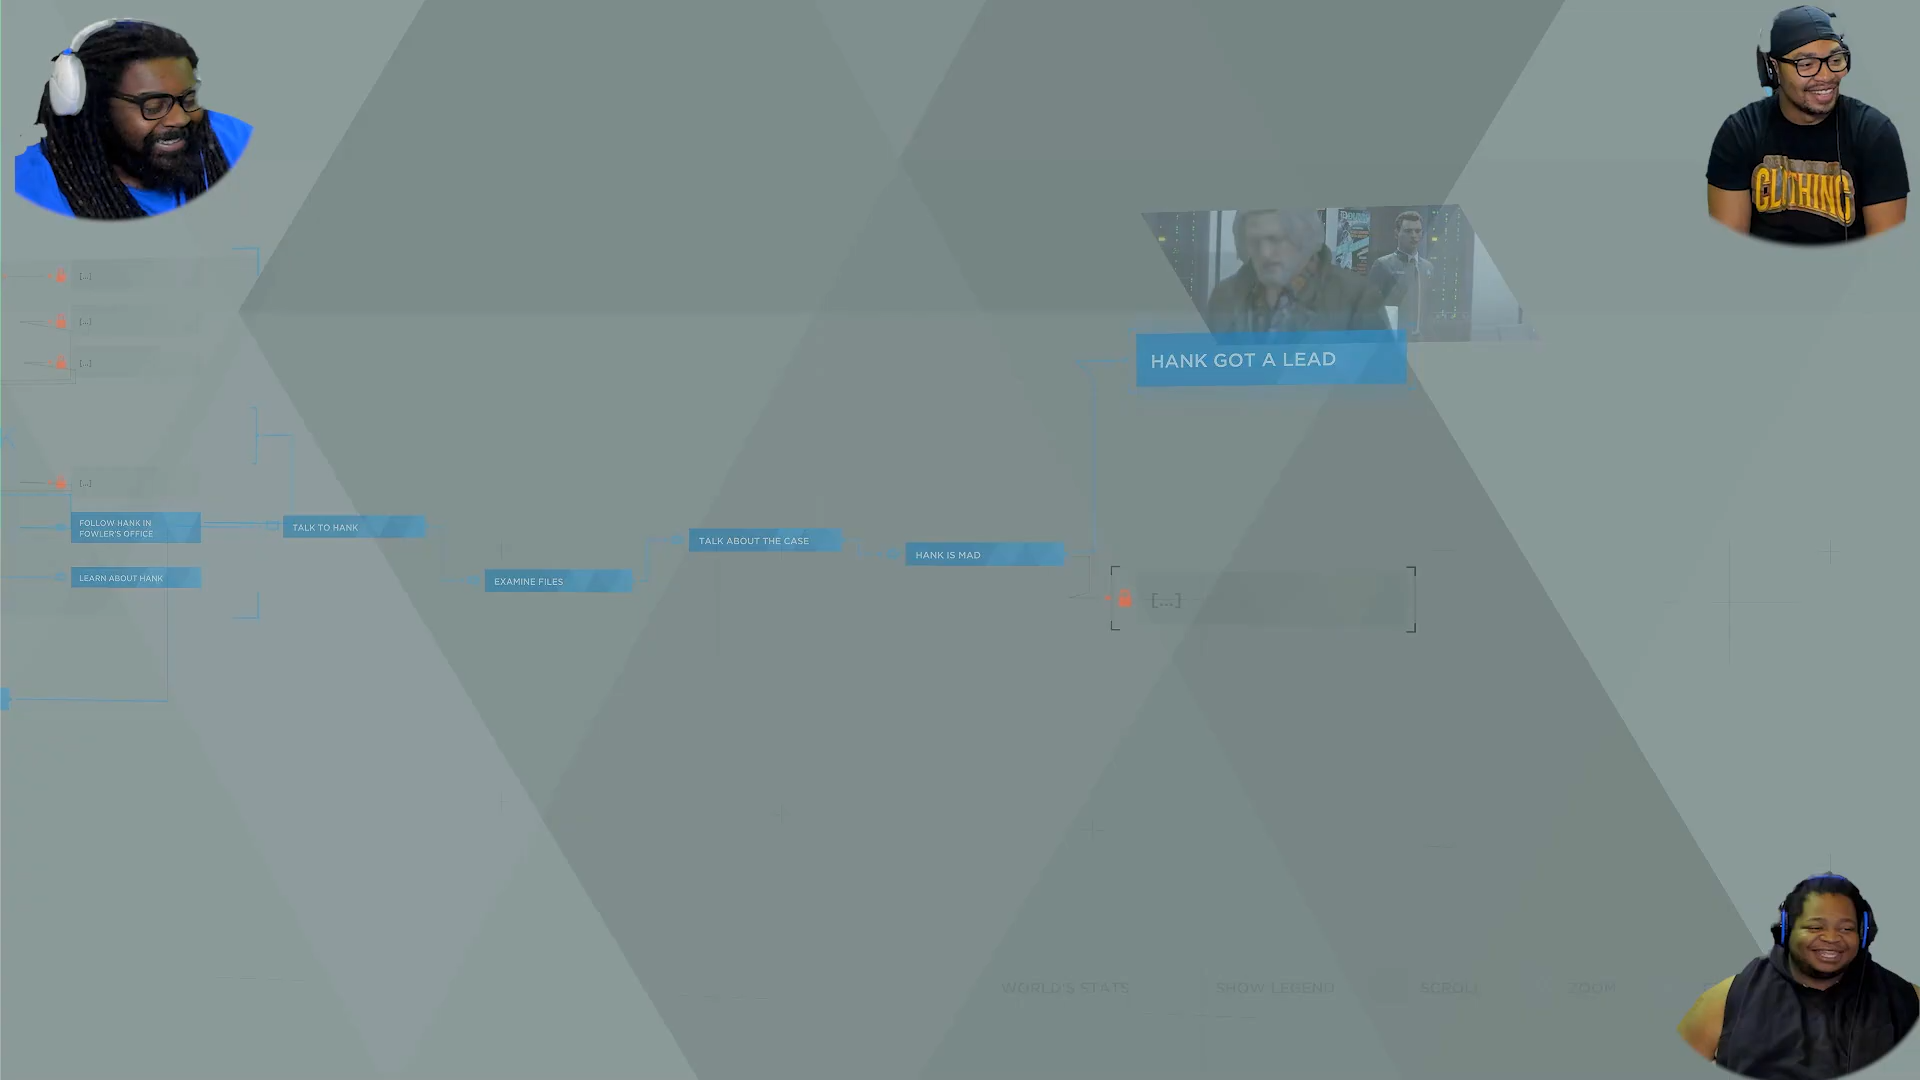 CLOTHING
HANK GOT A LEAD
[...]
[...]
[...]
[...]
FOLLOW HANK IN
FOWLER'S OFFICE
TALK TO HANK
TALK ABOUT THE CASE
HANK IS MAD
LEARN ABOUT HANK
EXAMINE FILES
[...]
WORLD'S STATS
SHOW LEGEND
SCROLL
ZOOM